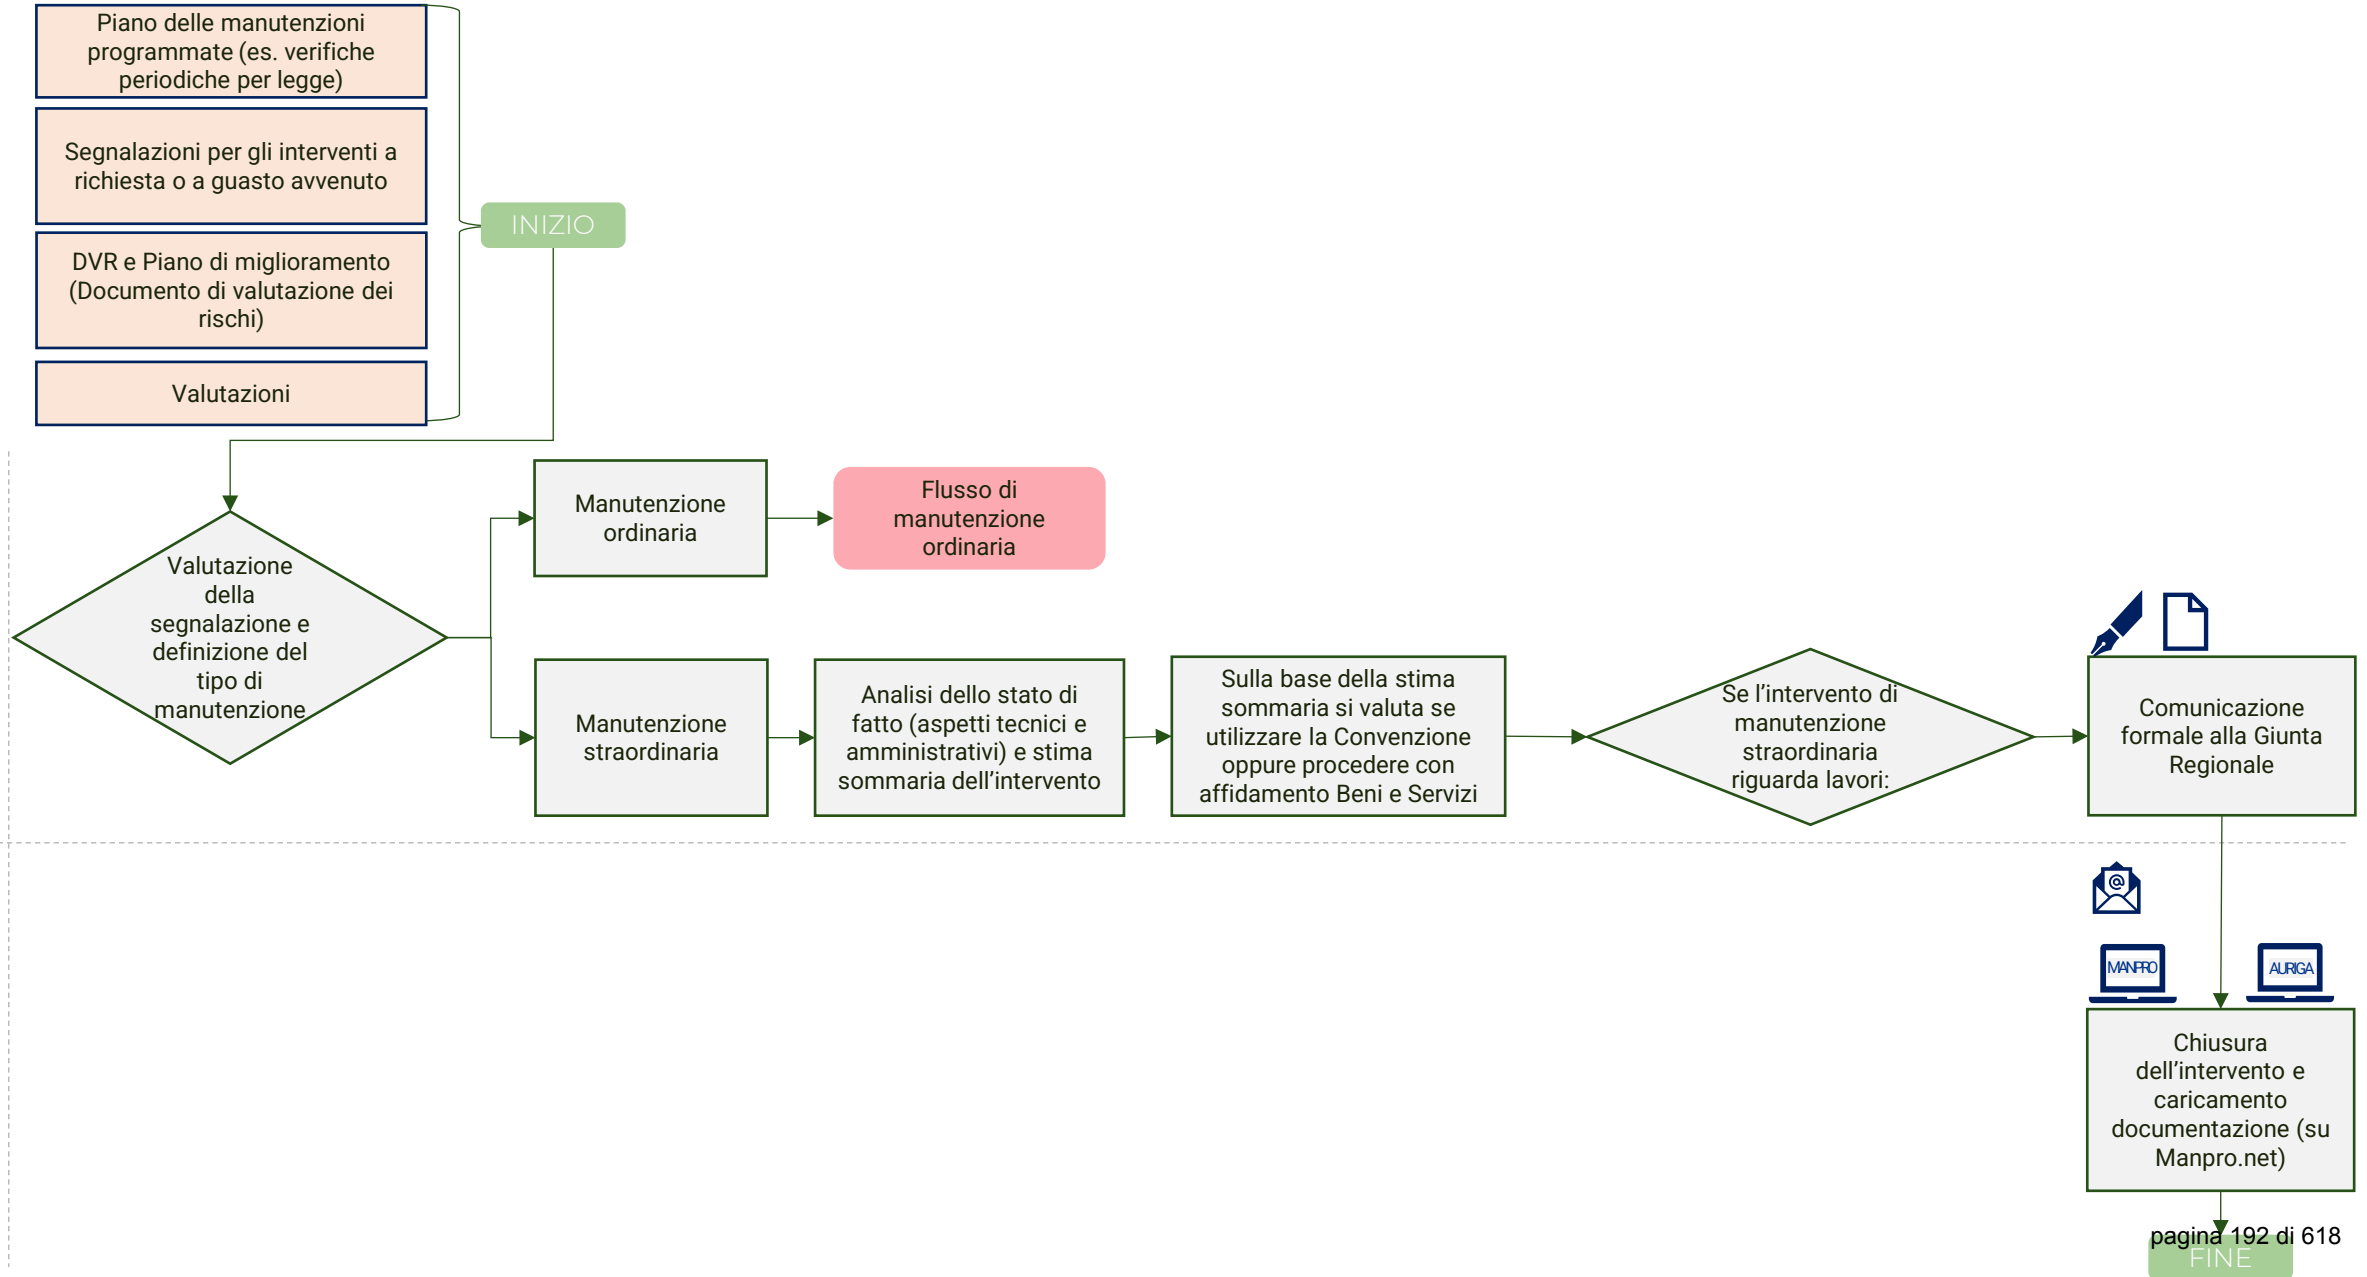 Piano delle manutenzioni
programmate (es. verifiche
periodiche per legge)
Segnalazioni per gli interventi a
richiesta o a guasto avvenuto
DVR e Piano di miglioramento
(Documento di valutazione dei
rischi)
Valutazioni
INIZIO
Valutazione
della
segnalazione e
definizione del
tipo di
manutenzione
Manutenzione
ordinaria
Flusso di
manutenzione
ordinaria
Manutenzione
straordinaria
Analisi dello stato di
fatto (aspetti tecnici e
amministrativi) e stima
sommaria dell’intervento
Sulla base della stima
sommaria si valuta se
utilizzare la Convenzione
oppure procedere con
affidamento Beni e Servizi
Se l’intervento di
manutenzione
straordinaria
riguarda lavori:
Comunicazione
formale alla Giunta
Regionale
@
MANPRO
AURIGA
Chiusura
dell’intervento e
caricamento
documentazione (su
Manpro.net)
pagina 192 di 618
FINE